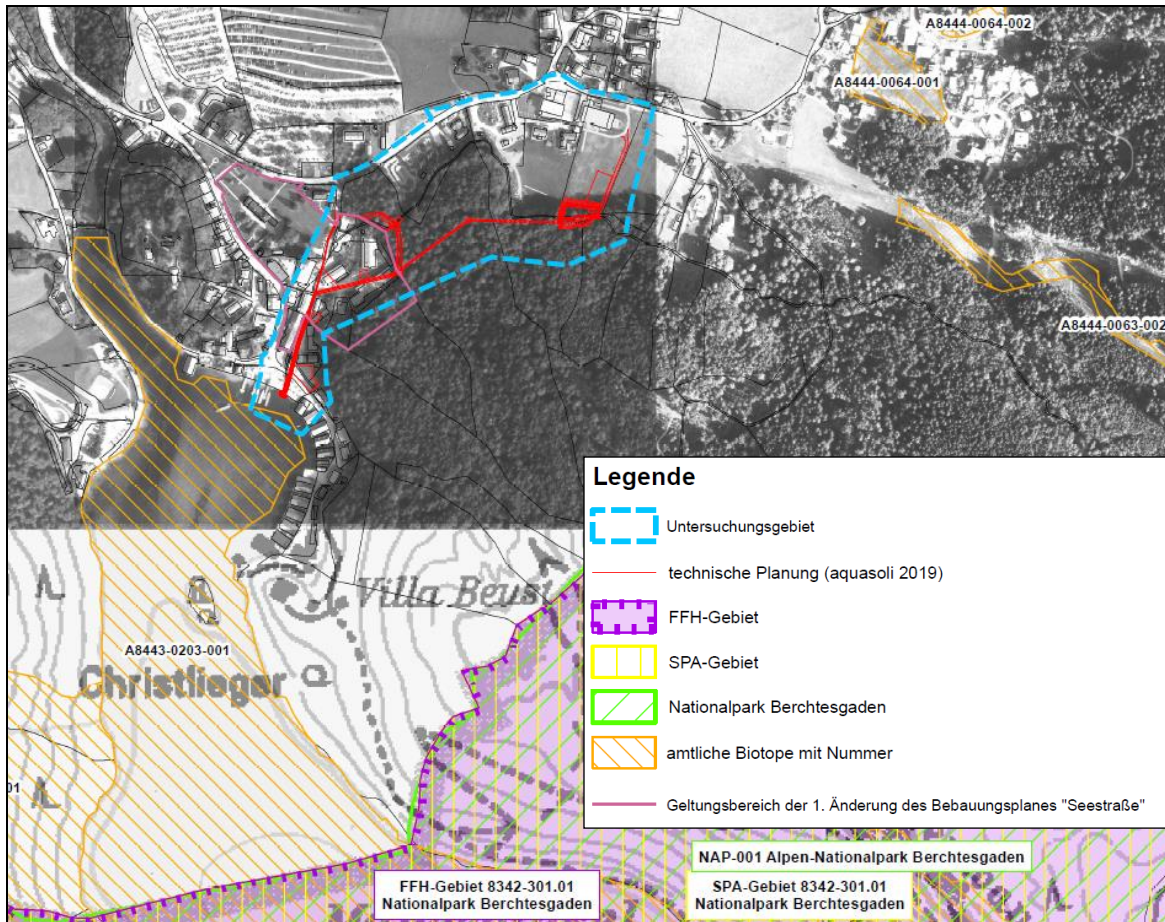 A8444-0064-002
A8444-0064-001
A8444-0063-002
Legende
Untersuchungsgebiet
technische Planung (aquasoli 2019)
FFH-Gebiet
SPA-Gebiet
Nationalpark Berchtesgaden
amtliche Biotope mit Nummer
Geltungsbereich der 1. Änderung des Bebauungsplanes "Seestraße"
Villa Beust
A8443-0203-001
Christlieger
01
NAP-001 Alpen-Nationalpark Berchtesgaden
FFH-Gebiet 8342-301.01
Nationalpark Berchtesgaden
SPA-Gebiet 8342-301.01
Nationalpark Berchtesgaden